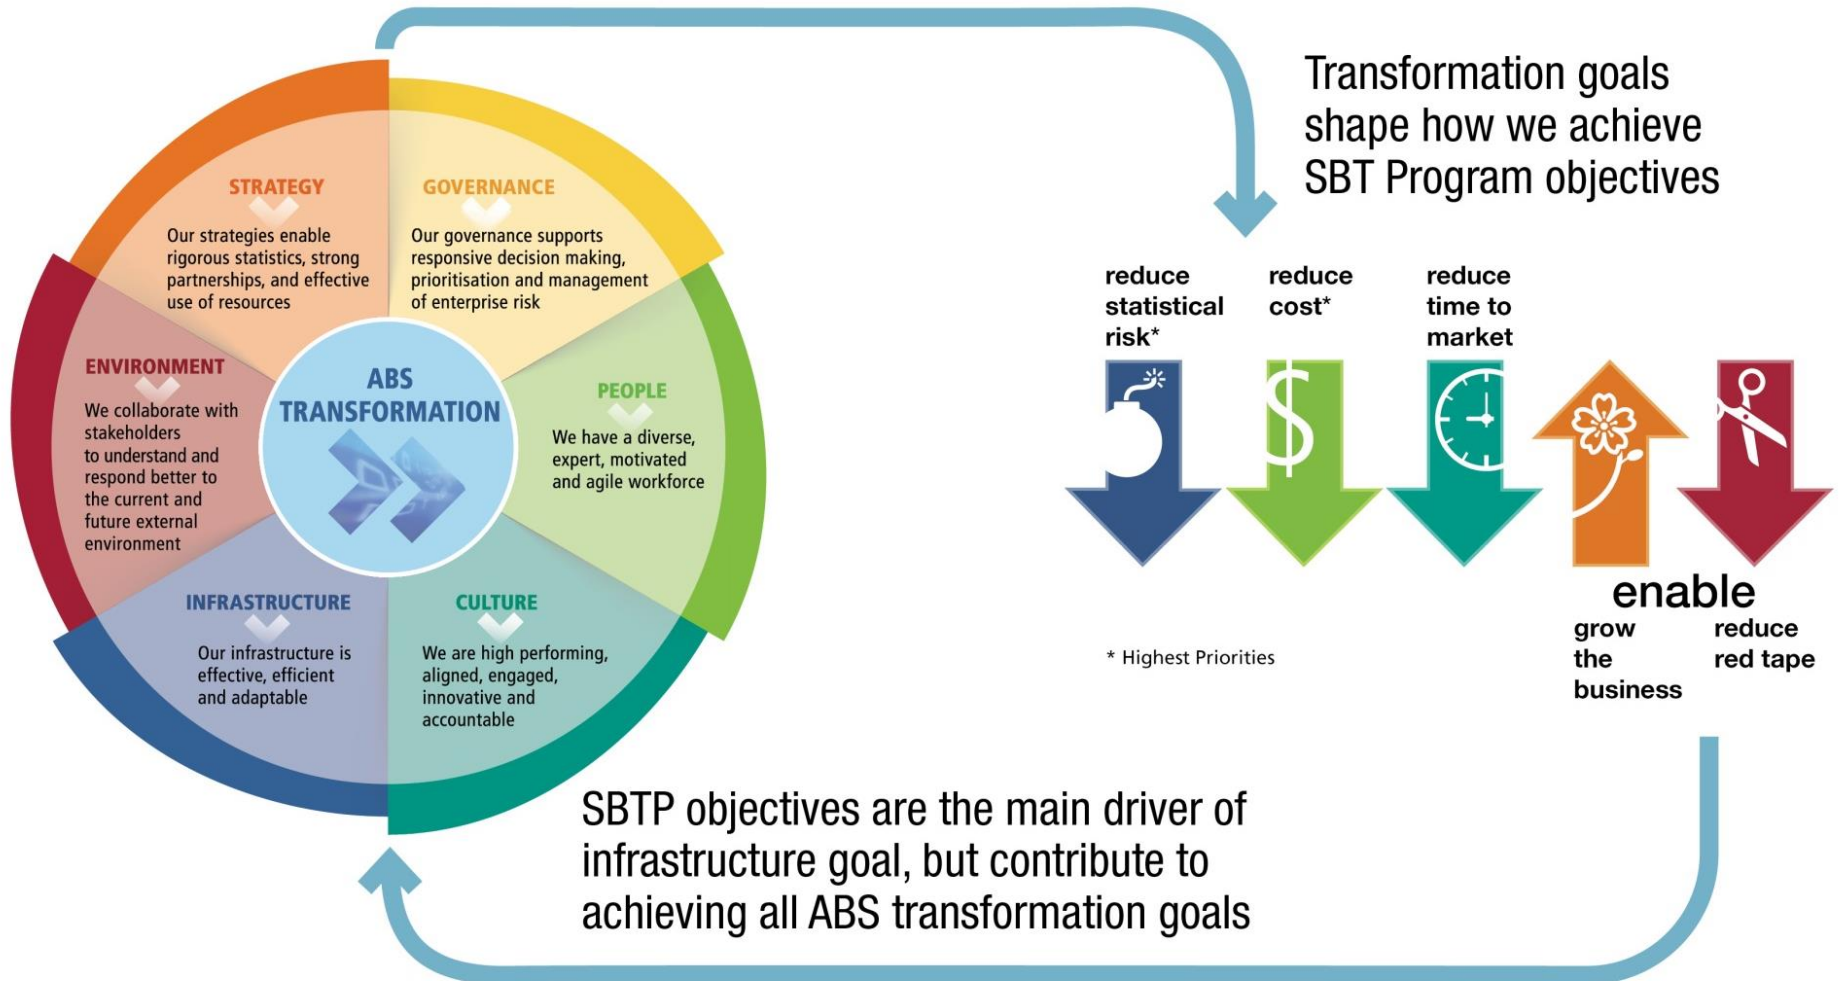 Transformation goals
shape how we achieve
SBT Program objectives
STRATEGY
Our strategies enable
rigorous statistics, strong
partnerships, and effective
use of resources
GOVERNANCE
Our governance supports
responsive decision making,
prioritisation and management
of enterprise risk
ENVIRONMENT
We collaborate with
stakeholders
to understand and
respond better to
the current and
future external
environment
ABS
TRANSFORMATION
PEOPLE
We have a diverse,
expert, motivated
and agile workforce
INFRASTRUCTURE
Our infrastructure is
effective, efficient
and adaptable
CULTURE
We are high performing,
aligned, engaged,
innovative and
accountable
reduce
statistical
risk*
reduce
cost*
reduce
time to
market
$
enable
grow
the
business
reduce
red tape
* Highest Priorities
SBTP objectives are the main driver of
infrastructure goal, but contribute to
achieving all ABS transformation goals